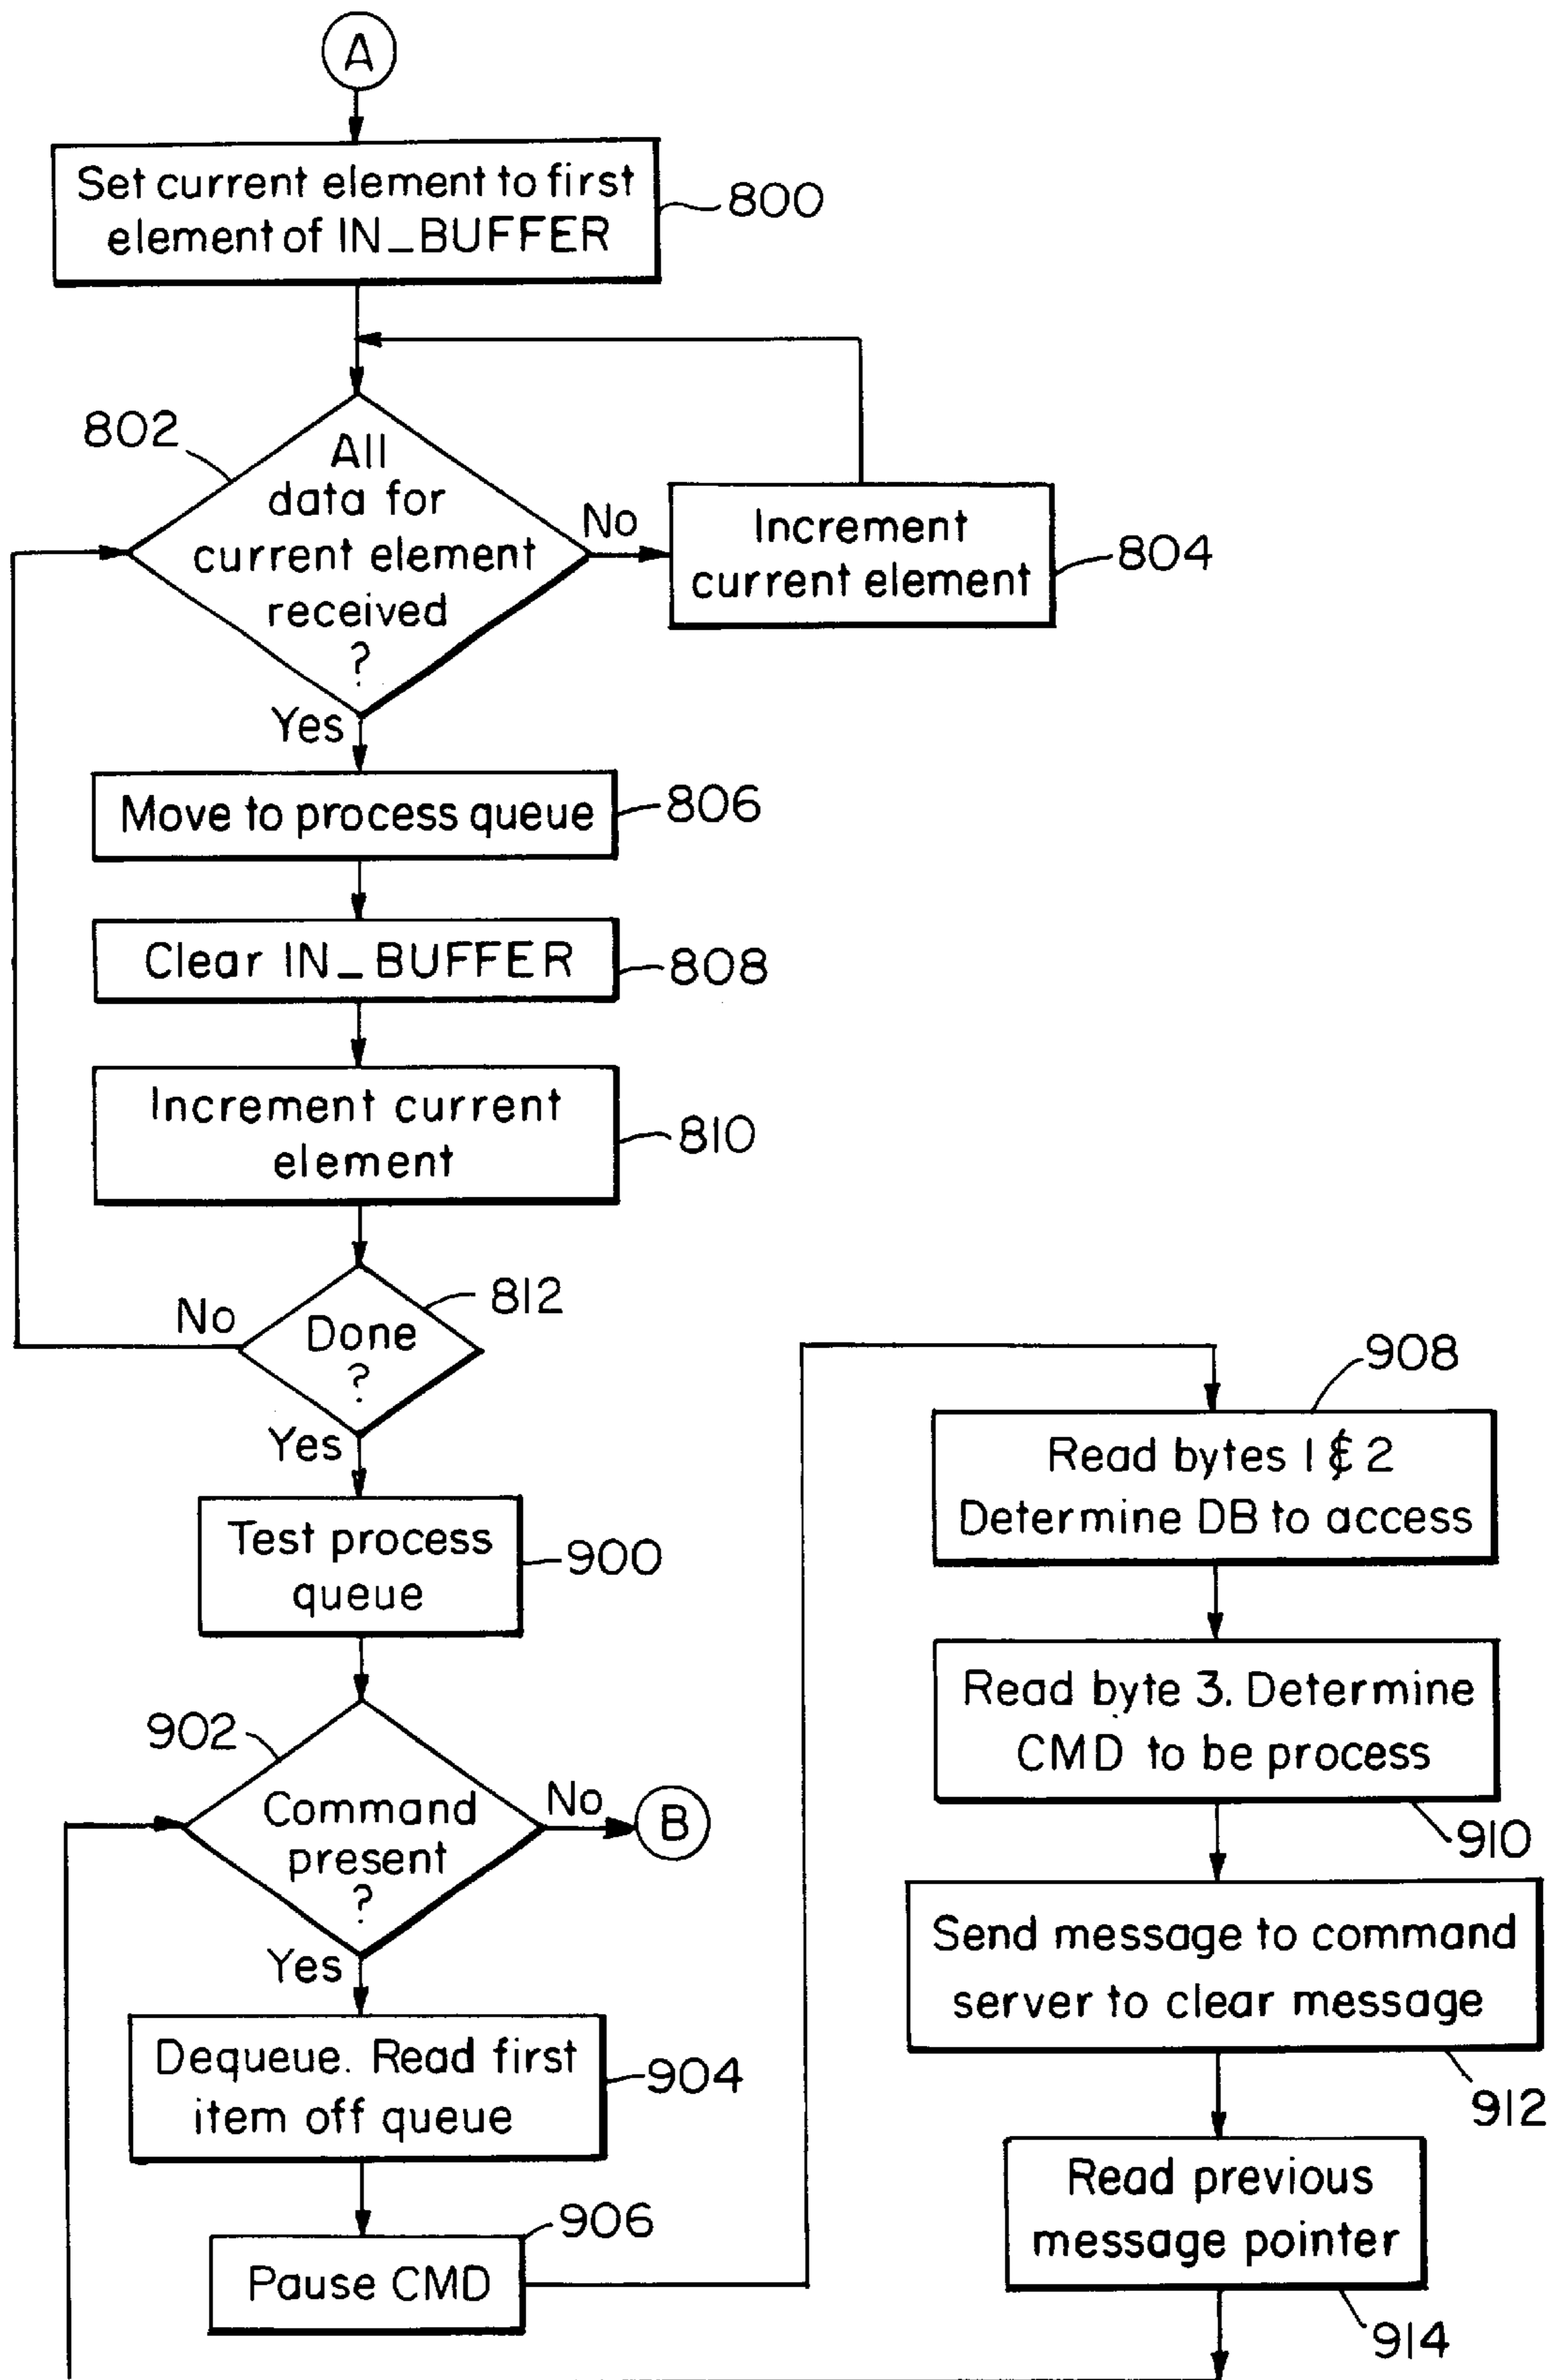 A
Set current element to first
element of IN_BUFFER
800
802
All
data for
current element
received
?
No
Increment
current element
804
Yes
Move to process queue
806
Clear IN_BUFFER
808
Increment current
element
810
812
Done
?
No
Yes
Test process
queue
900
902
Command
present
?
No
B
Yes
Dequeue. Read first
item off queue
904
906
Pause CMD
908
Read bytes 1 & 2
Determine DB to access
Read byte 3. Determine
CMD to be process
910
Send message to command
server to clear message
912
Read previous
message pointer
914